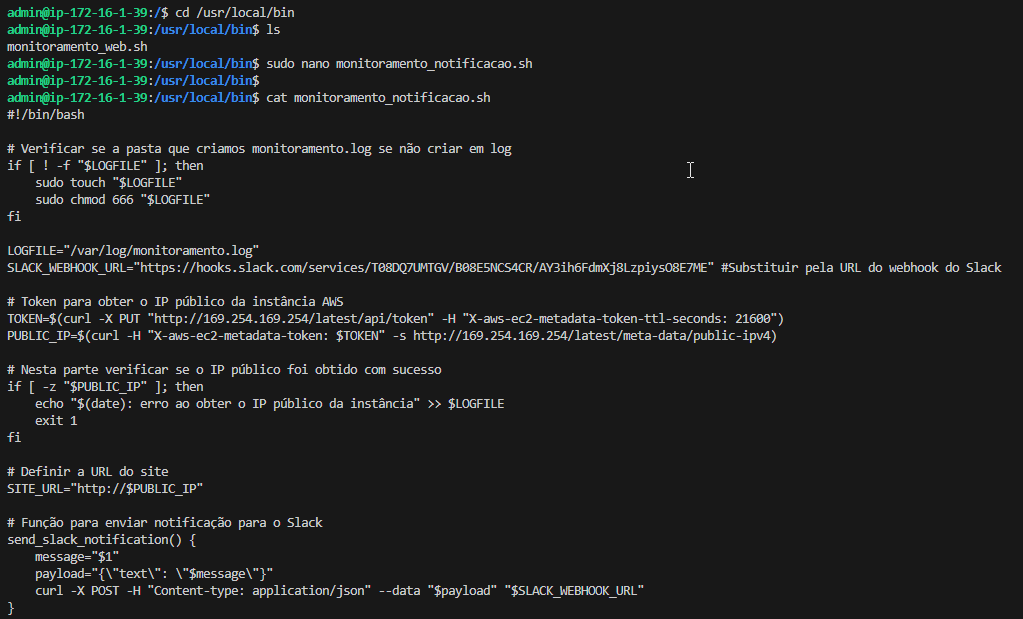 admin@ip-172-16-1-39:/$ cd /usr/local/bin
admin@ip-172-16-1-39:/usr/local/bin$ ls
monitoramento_web.sh
admin@ip-172-16-1-39:/usr/local/bin$ sudo nano monitoramento_notificacao.sh
admin@ip-172-16-1-39:/usr/local/bin$
admin@ip-172-16-1-39:/usr/local/bin$ cat monitoramento_notificacao.sh
#!/bin/bash

# Verificar se a pasta que criamos monitoramento.log se não criar em log
if [ ! -f "$LOGFILE" ]; then
    sudo touch "$LOGFILE"
    sudo chmod 666 "$LOGFILE"
fi

LOGFILE="/var/log/monitoramento.log"
SLACK_WEBHOOK_URL="https://hooks.slack.com/services/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" #Substituir pela URL do webhook do Slack

# Token para obter o IP público da instância AWS
TOKEN=$(curl -X PUT "http://169.254.169.254/latest/api/token" -H "X-aws-ec2-metadata-token-ttl-seconds: 21600")
PUBLIC_IP=$(curl -H "X-aws-ec2-metadata-token: $TOKEN" -s http://169.254.169.254/latest/meta-data/public-ipv4)

# Nesta parte verificar se o IP público foi obtido com sucesso
if [ -z "$PUBLIC_IP" ]; then
    echo "$(date): erro ao obter o IP público da instância" >> $LOGFILE
    exit 1
fi

# Definir a URL do site
SITE_URL="http://$PUBLIC_IP"

# Função para enviar notificação para o Slack
send_slack_notification() {
    message="$1"
    payload="{\"text\": \"$message\"}"
    curl -X POST -H "Content-type: application/json" --data "$payload" "$SLACK_WEBHOOK_URL"
}